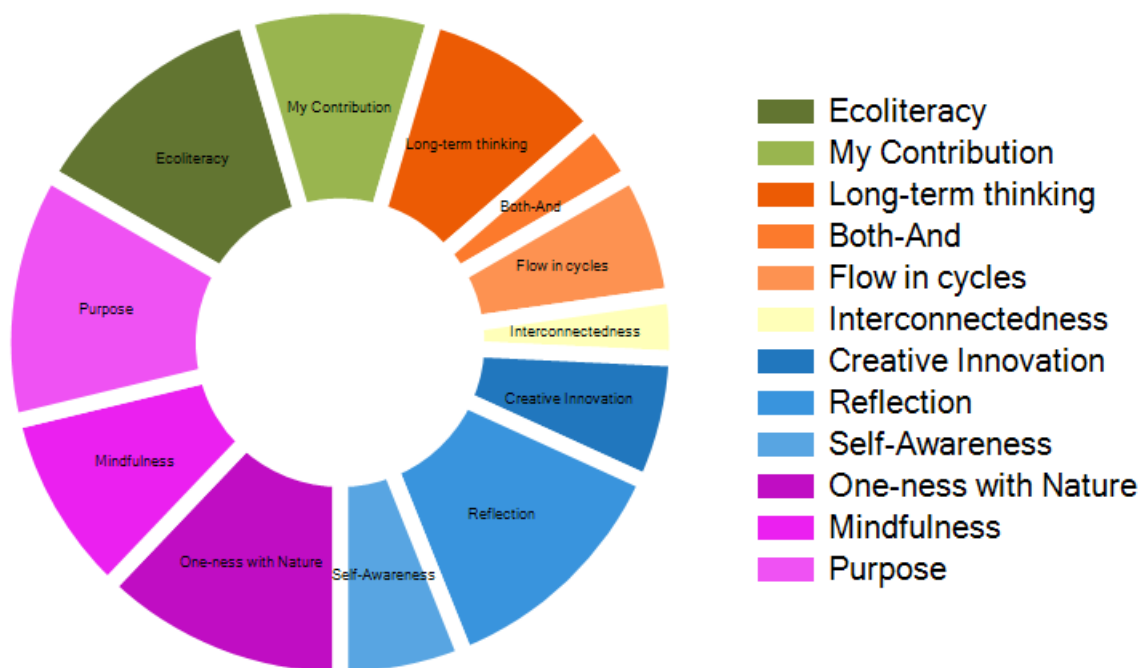 My Contribution
Long-term thinking
Ecoliteracy
Both-And
Flow in cycles
Purpose
Interconnectedness
Creative Innovation
Mindfulness
Reflection
One-ness with Nature
Self-Awareness
Ecoliteracy
My Contribution
Long-term thinking
Both-And
Flow in cycles
Interconnectedness
Creative Innovation
Reflection
Self-Awareness
One-ness with Nature
Mindfulness
Purpose